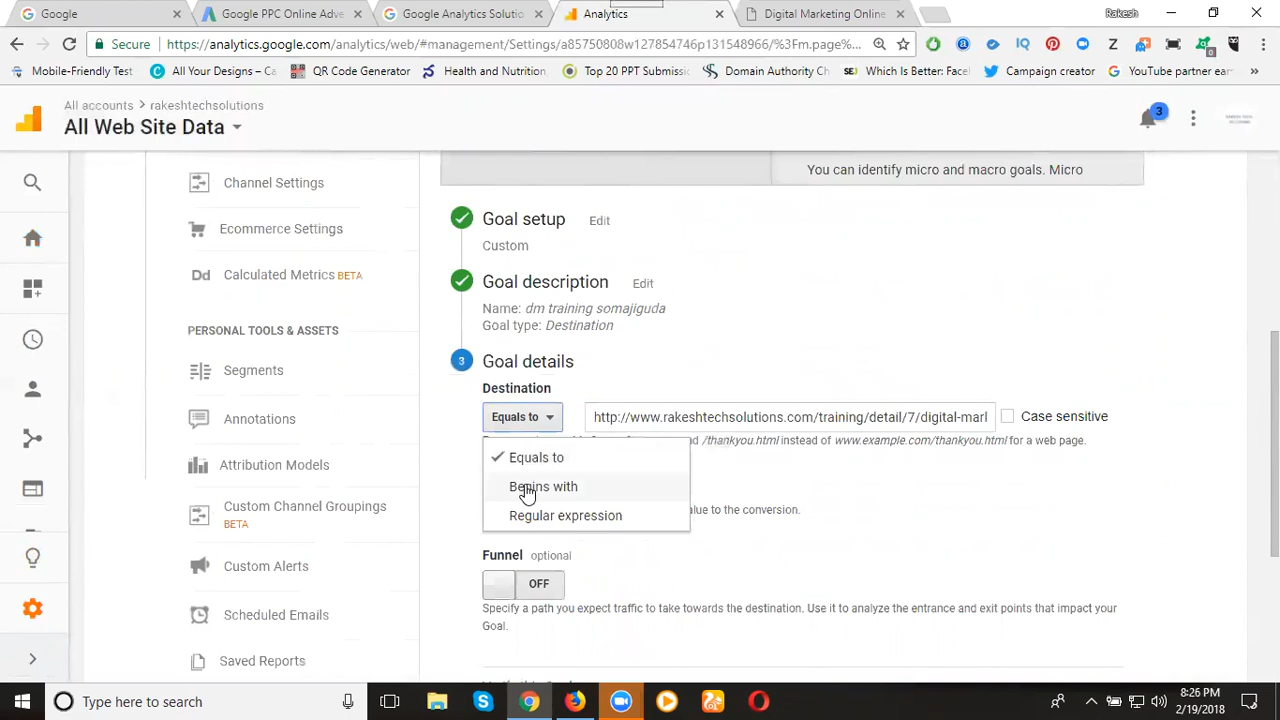 Google
Google PPC Online Adve
Google Analytics Solutio
Analytics
Digital Marketing Online
Rakesh
Secure
https://analytics.google.com/analytics/web/#management/Settings/a85750808w127854746p131548966/%3Fm.page%...
Mobile-Friendly Test
All Your Designs – Ca
QR Code Generator
Health and Nutrition
Top 20 PPT Submissi
Domain Authority Ch
SEJ
Which Is Better: Facel
Campaign creator
YouTube partner earn
All accounts > rakeshtechsolutions
All Web Site Data
3
You can identify micro and macro goals. Micro
Channel Settings
Ecommerce Settings
Dd Calculated Metrics BETA
PERSONAL TOOLS & ASSETS
Segments
Annotations
Attribution Models
Custom Channel Groupings
BETA
Custom Alerts
Scheduled Emails
Saved Reports
Goal setup Edit
Custom
Goal description Edit
Name: dm training somajiguda
Goal type: Destination
3 Goal details
Destination
Equals to
http://www.rakeshtechsolutions.com/training/detail/7/digital-marl
Case sensitive
/thankyou.html instead of www.example.com/thankyou.html for a web page.
Equals to
Begins with
Regular expression
value to the conversion.
Funnel optional
OFF
Specify a path you expect traffic to take towards the destination. Use it to analyze the entrance and exit points that impact your
Goal.
Type here to search
8:26 PM
2/19/2018